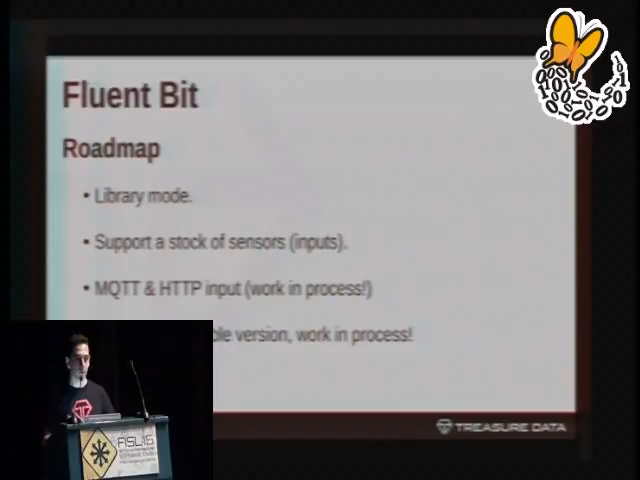 Fluent Bit
Roadmap
• Library mode.
• Support a stock of sensors (inputs).
• MQTT & HTTP input (work in process!)
version, work in process!
FISL16
TREASURE DATA